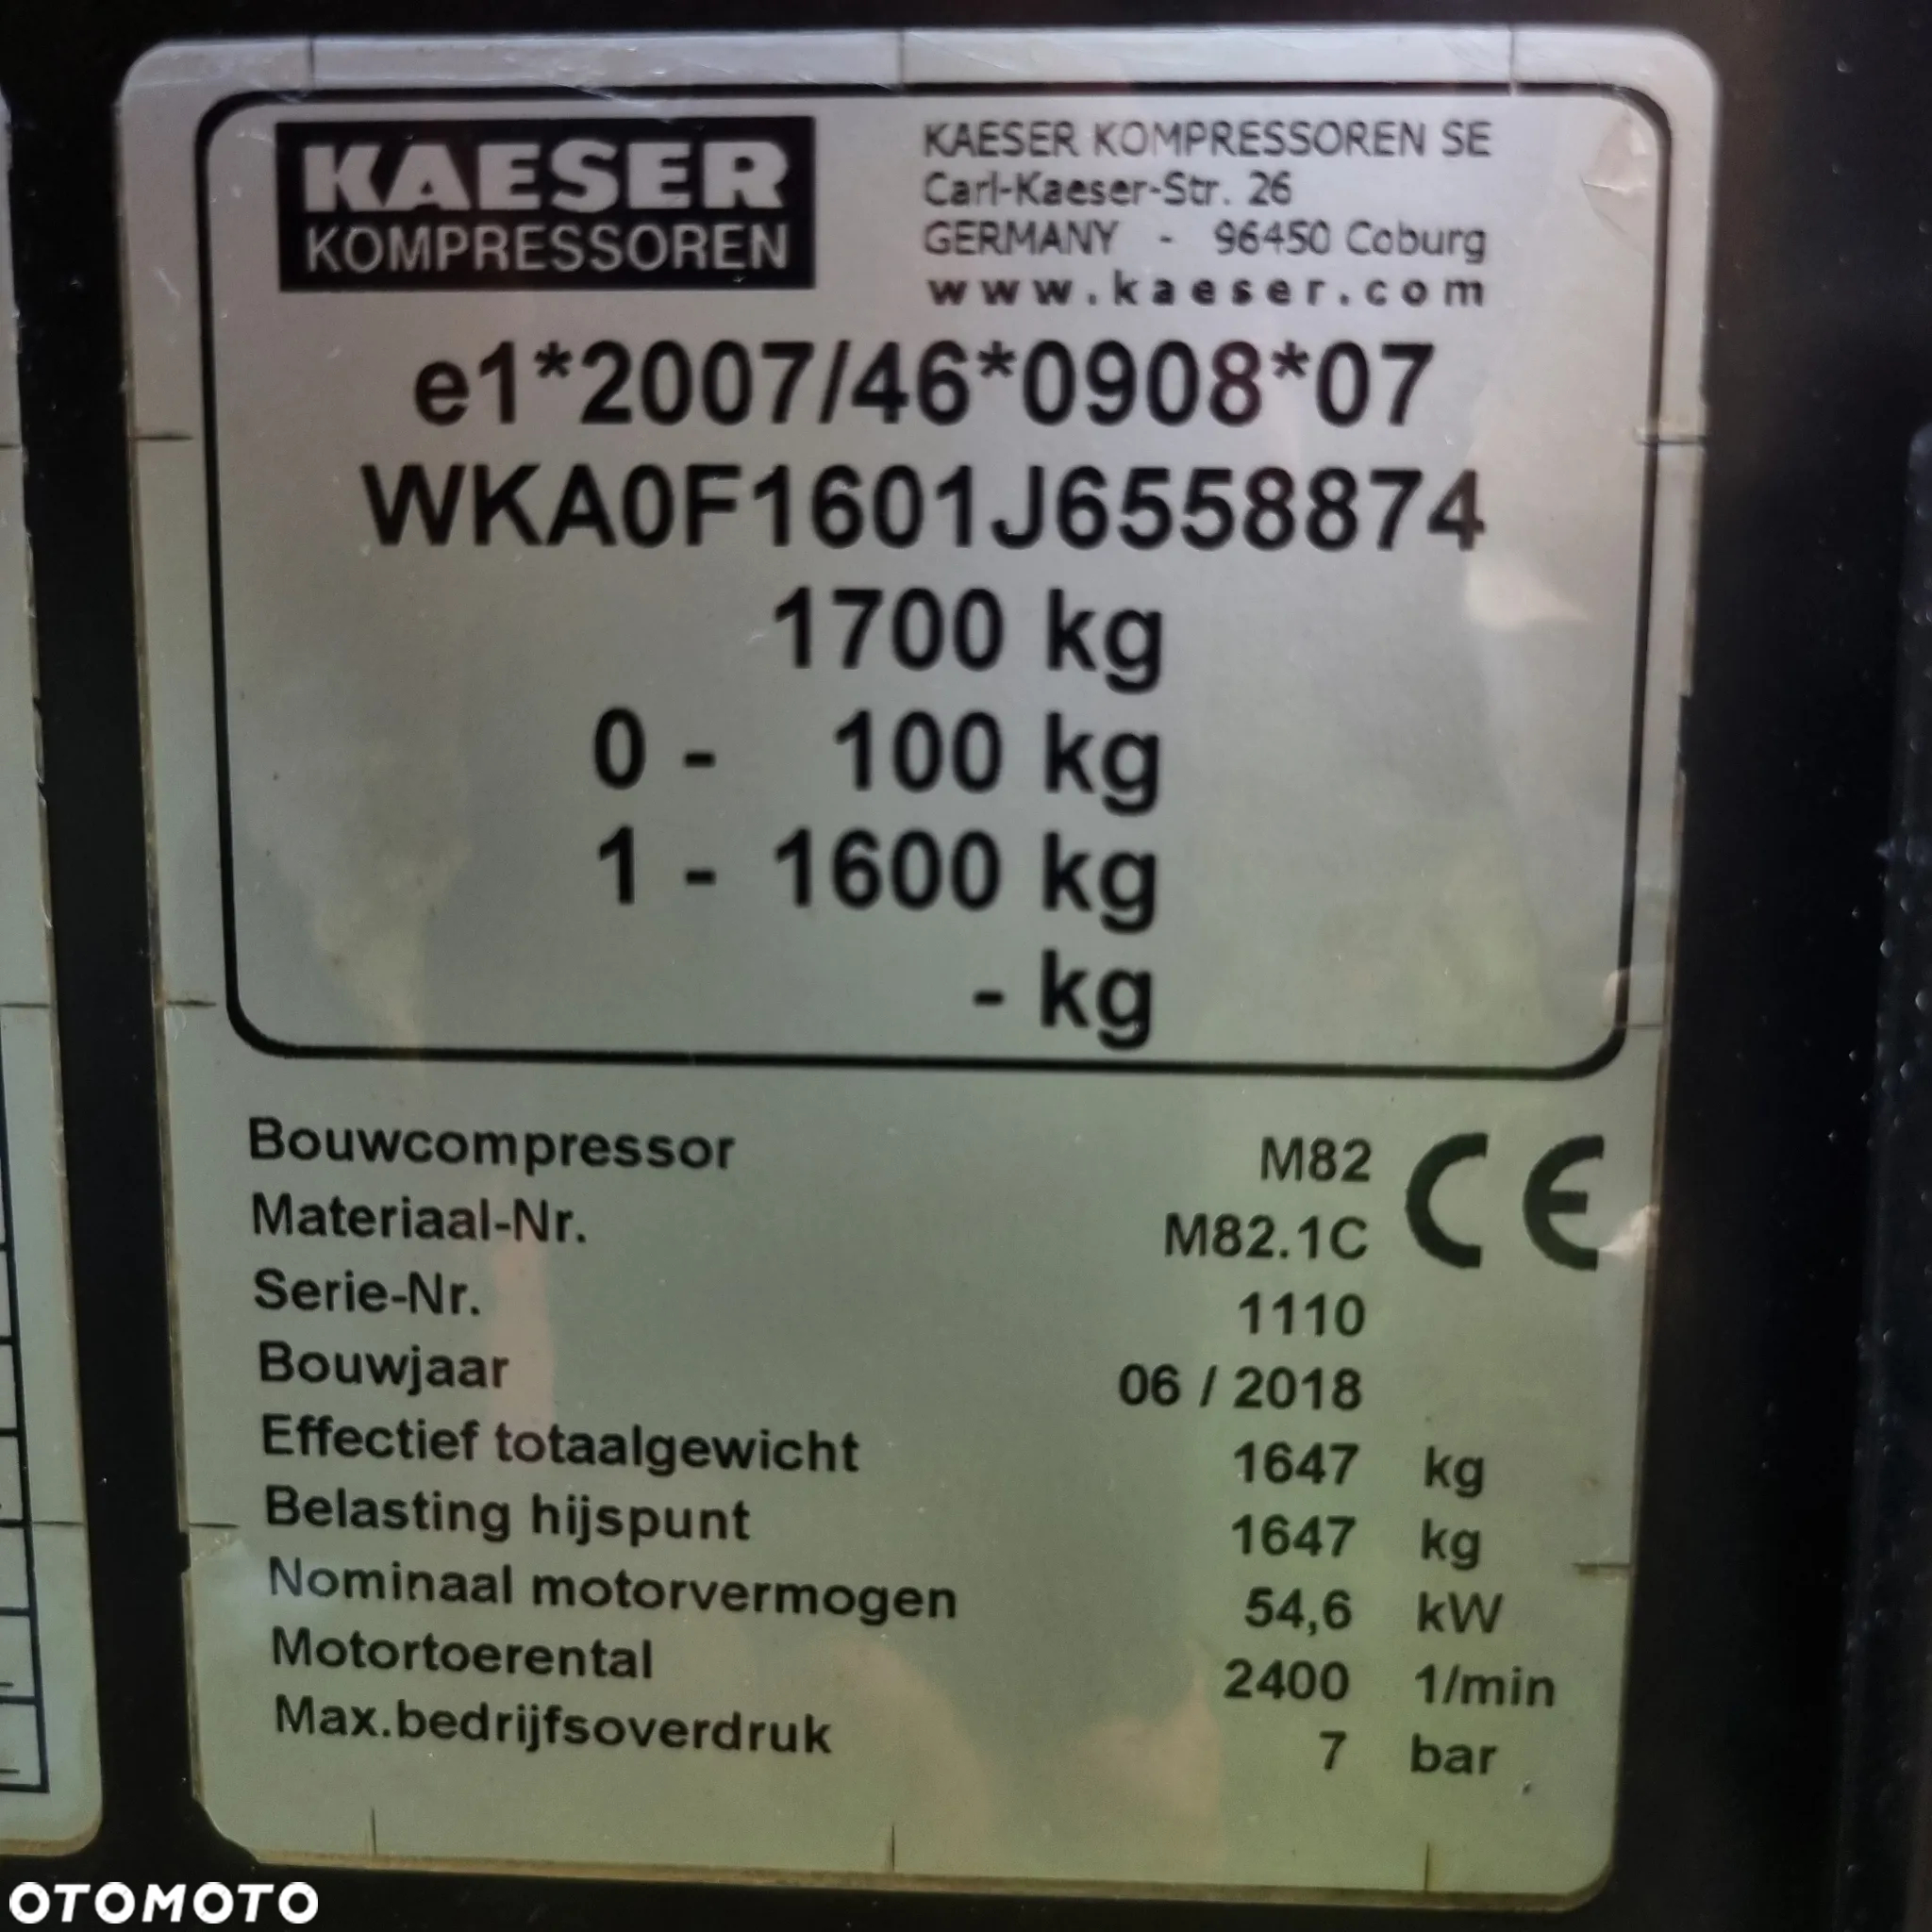 KAESER
KOMPRESSOREN
KAESER KOMPRESSOREN SE
Carl-Kaeser-Str. 26
GERMANY - 96450 Coburg
www.kaeser.com
e1*2007/46*0908*07
WKA0F1601J6558874
1700 kg
0 - 100 kg
1 - 1600 kg
- kg
Bouwcompressor M82
CE
Materiaal-Nr. M82.1C
Serie-Nr. 1110
Bouwjaar 06 / 2018
Effectief totaalgewicht 1647 kg
Belasting hijspunt 1647 kg
Nominaal motorvermogen 54,6 kW
Motortoerental 2400 1/min
Max.bedrijfsoverdruk 7 bar
OTOMOTO